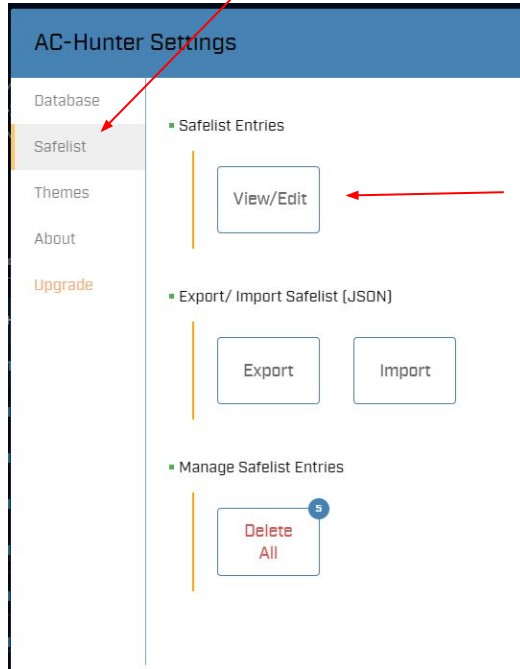 AC-Hunter Settings
Database
Safelist
Themes
About
Upgrade
Safelist Entries
View/Edit
Export/ Import Safelist (JSON)
Export
Import
Manage Safelist Entries
5
Delete
All